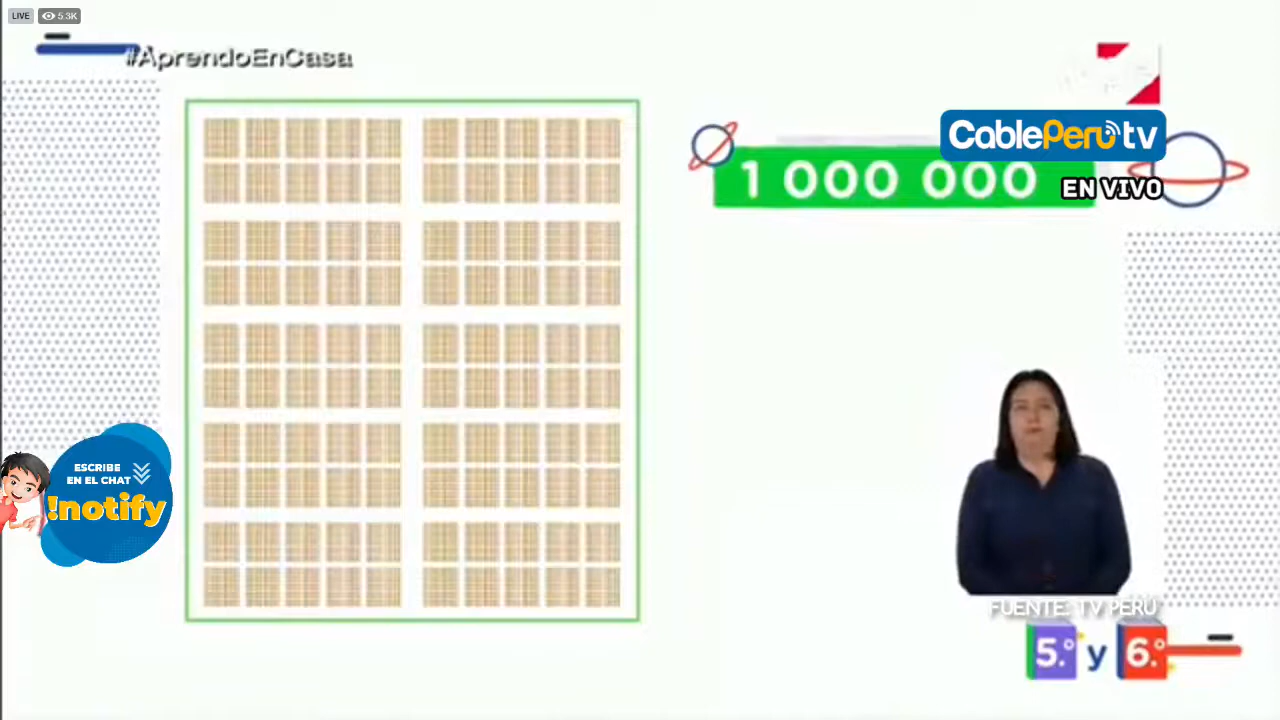 LIVE 5.3K
#AprendoEnCasa
CablePerú tv
1 000 000
EN VIVO
ESCRIBE
EN EL CHAT
!notify
FUENTE: TV PERÚ
5.° y 6.°